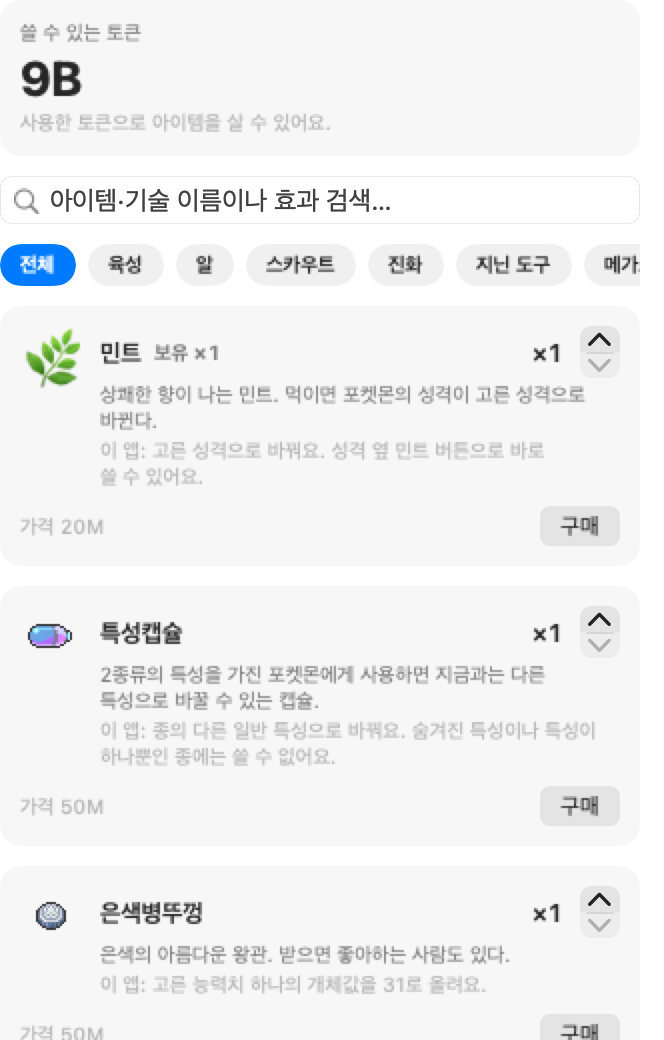 쓸 수 있는 토큰
9B
사용한 토큰으로 아이템을 살 수 있어요.
아이템·기술 이름이나 효과 검색...
전체 육성 알 스카우트 진화 지닌 도구 메가
민트 보유 ×1 ×1
상쾌한 향이 나는 민트. 먹이면 포켓몬의 성격이 고른 성격으로
바뀐다.
이 앱: 고른 성격으로 바꿔요. 성격 옆 민트 버튼으로 바로
쓸 수 있어요.
가격 20M 구매
특성캡슐 ×1
2종류의 특성을 가진 포켓몬에게 사용하면 지금과는 다른
특성으로 바꿀 수 있는 캡슐.
이 앱: 종의 다른 일반 특성으로 바꿔요. 숨겨진 특성이나 특성이
하나뿐인 종에는 쓸 수 없어요.
가격 50M 구매
은색병뚜껑 ×1
은색의 아름다운 왕관. 받으면 좋아하는 사람도 있다.
이 앱: 고른 능력치 하나의 개체값을 31로 올려요.
가격 50M 구매